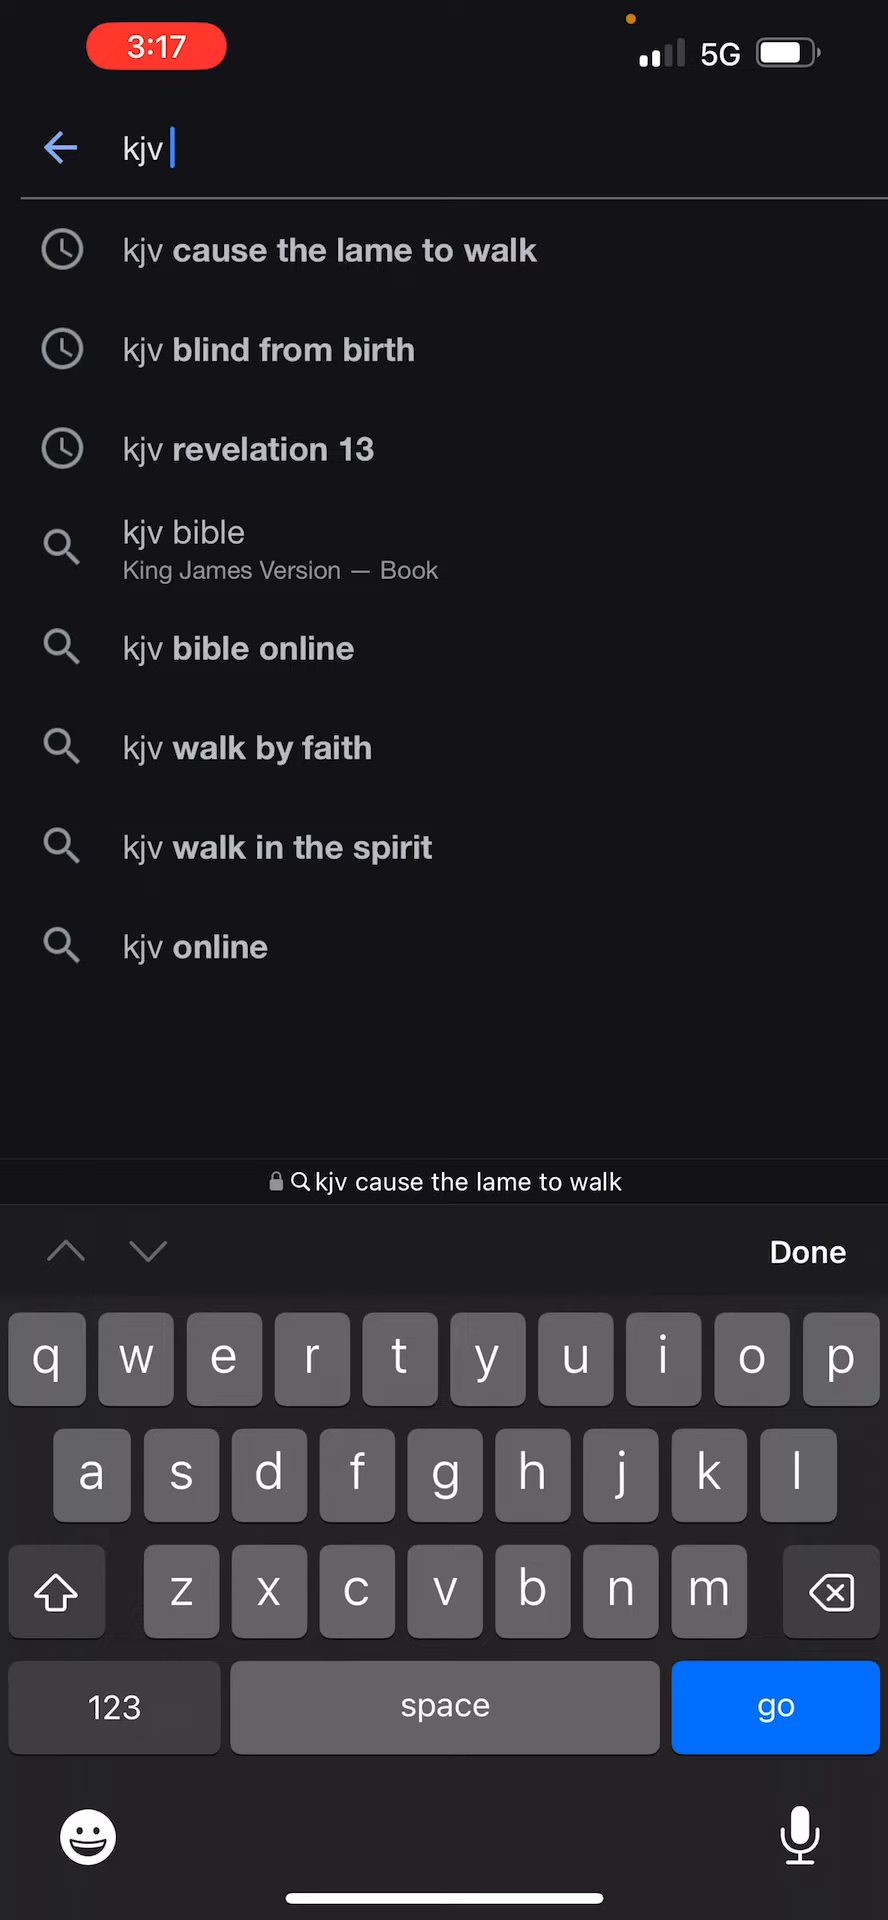 3:17
5G
kjv
kjv cause the lame to walk
kjv blind from birth
kjv revelation 13
kjv bible
King James Version — Book
kjv bible online
kjv walk by faith
kjv walk in the spirit
kjv online
kjv cause the lame to walk
Done
q w e r t y u i o p
a s d f g h j k l
z x c v b n m
123 space go